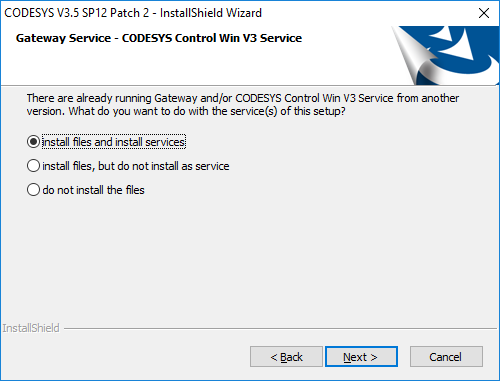 CODESYS V3.5 SP12 Patch 2 - InstallShield Wizard
Gateway Service - CODESYS Control Win V3 Service
There are already running Gateway and/or CODESYS Control Win V3 Service from another
version. What do you want to do with the service(s) of this setup?
install files and install services
install files, but do not install as service
do not install the files
InstallShield
< Back
Next >
Cancel